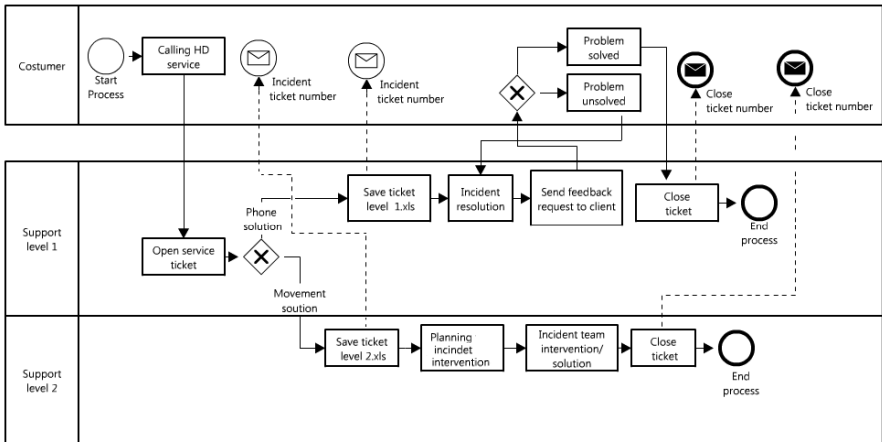 Costumer
Start
Process
Calling HD
service
Incident
ticket number
Incident
ticket number
Problem
solved
Problem
unsolved
Close
ticket number
Close
ticket number
Support
level 1
Open service
ticket
Phone
solution
Movement
soution
Save ticket
level 1.xls
Incident
resolution
Send feedback
request to client
Close
ticket
End
process
Support
level 2
Save ticket
level 2.xls
Planning
incindet
intervention
Incident team
intervention/
solution
Close
ticket
End
process